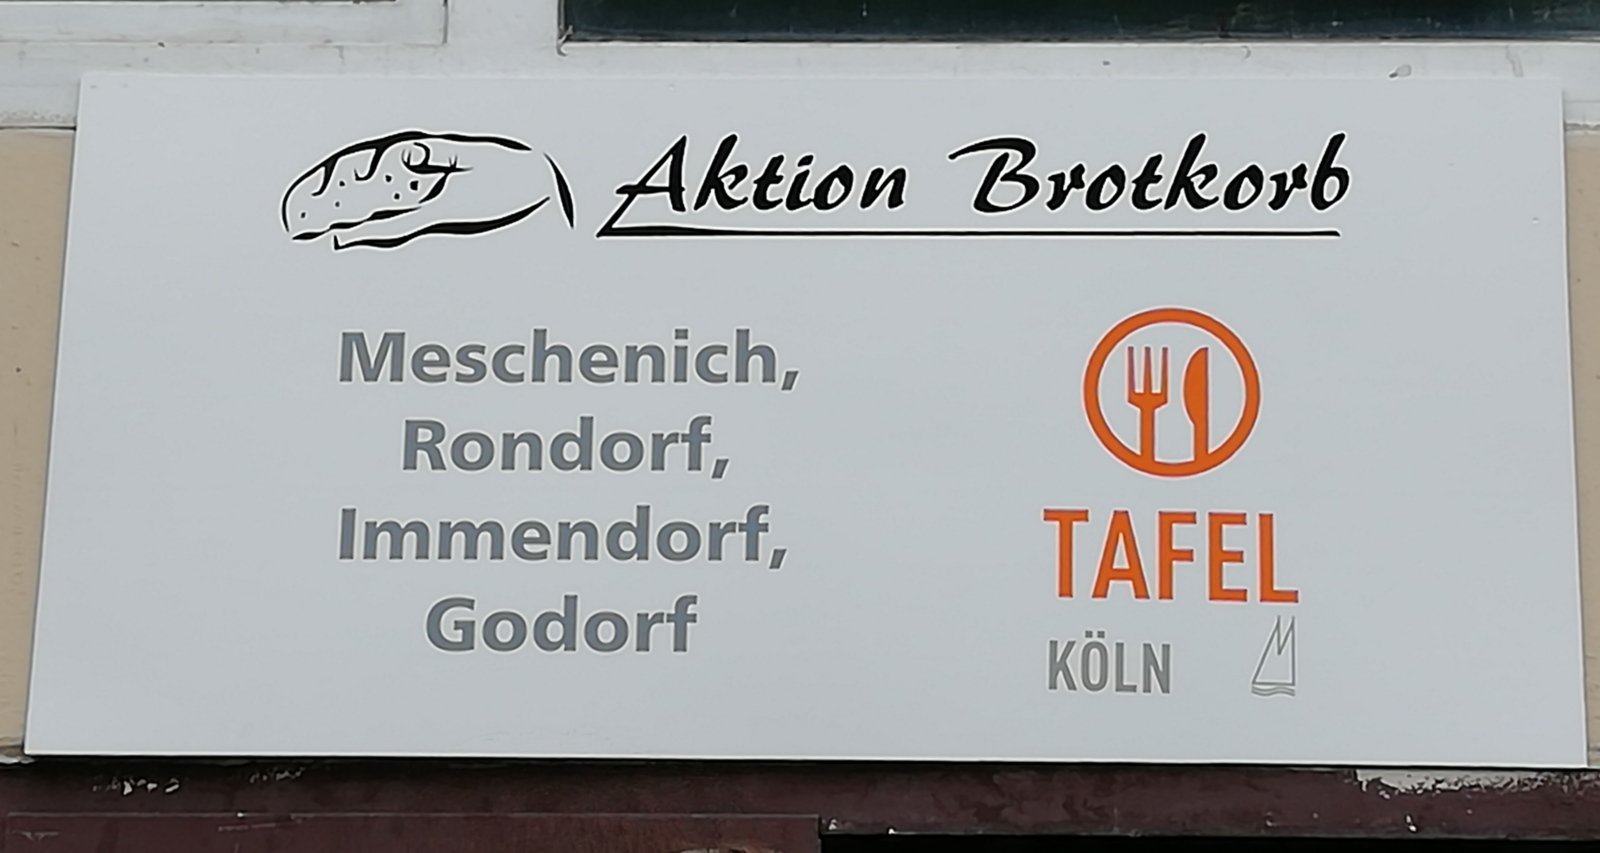 Aktion Brotkorb
Meschenich,
Rondorf,
Immendorf,
Godorf
TAFEL
KÖLN